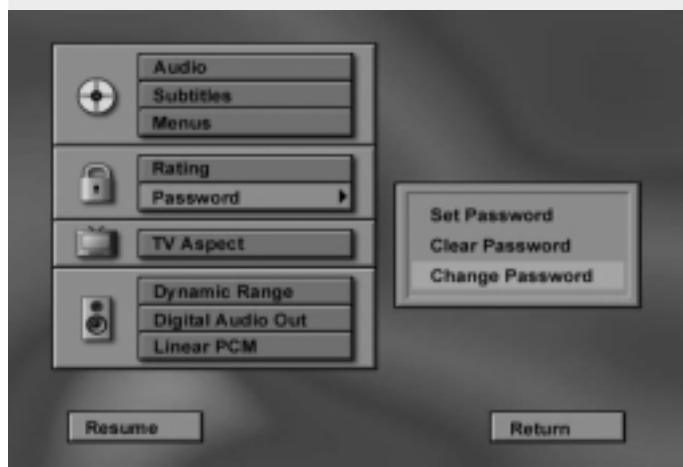 Audio
Subtitles
Menus
Rating
Password
TV Aspect
Dynamic Range
Digital Audio Out
Linear PCM
Set Password
Clear Password
Change Password
Resume
Return